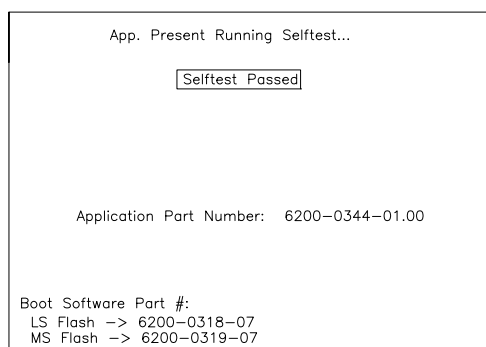 App. Present Running Selftest...
Selftest Passed
Application Part Number: 6200-0344-01.00
Boot Software Part #:
LS Flash -> 6200-0318-07
MS Flash -> 6200-0319-07